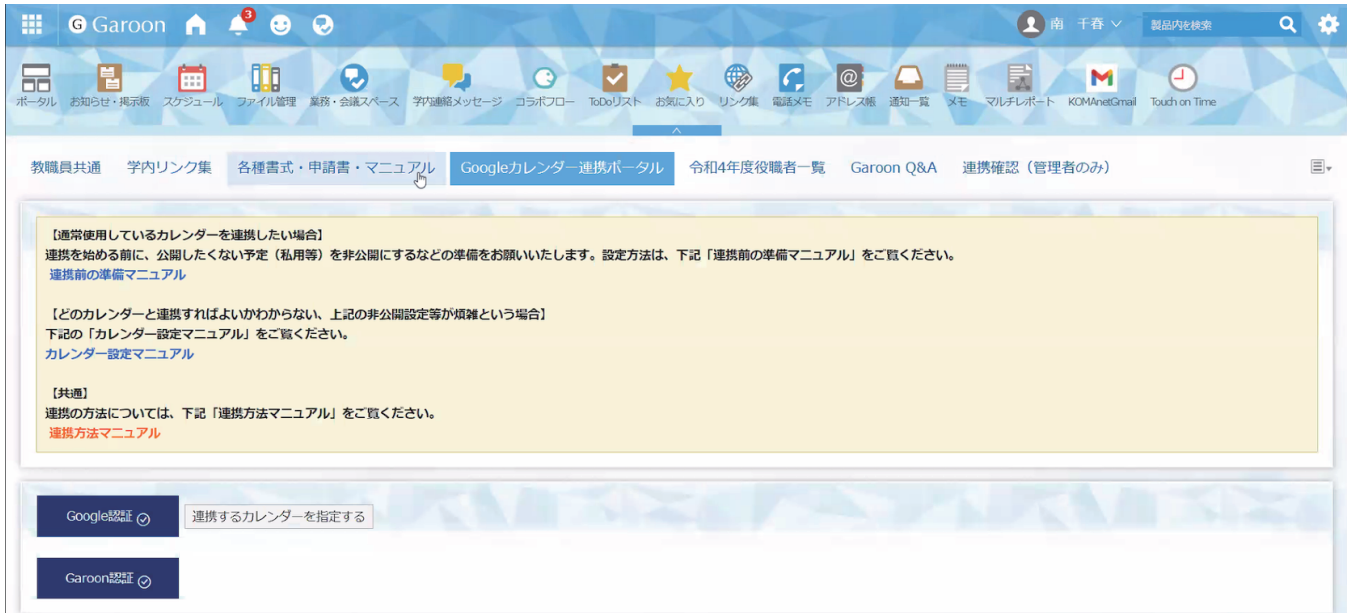 G Garoon
3
南 千春
製品内を検索
ポータル
お知らせ・掲示板
スケジュール
ファイル管理
業務・会議スペース
学内連絡メッセージ
コラボフロー
ToDoリスト
お気に入り
リンク集
電話メモ
アドレス帳
通知一覧
メモ
マルチレポート
KOMAnetGmail
Touch on Time
教職員共通
学内リンク集
各種書式・申請書・マニュアル
Googleカレンダー連携ポータル
令和4年度役職者一覧
Garoon Q&A
連携確認（管理者のみ）
【通常使用しているカレンダーを連携したい場合】
連携を始める前に、公開したくない予定（私用等）を非公開にするなどの準備をお願いいたします。設定方法は、下記「連携前の準備マニュアル」をご覧ください。
連携前の準備マニュアル
【どのカレンダーと連携すればよいかわからない、上記の非公開設定等が煩雑という場合】
下記の「カレンダー設定マニュアル」をご覧ください。
カレンダー設定マニュアル
【共通】
連携の方法については、下記「連携方法マニュアル」をご覧ください。
連携方法マニュアル
Google認証
連携するカレンダーを指定する
Garoon認証